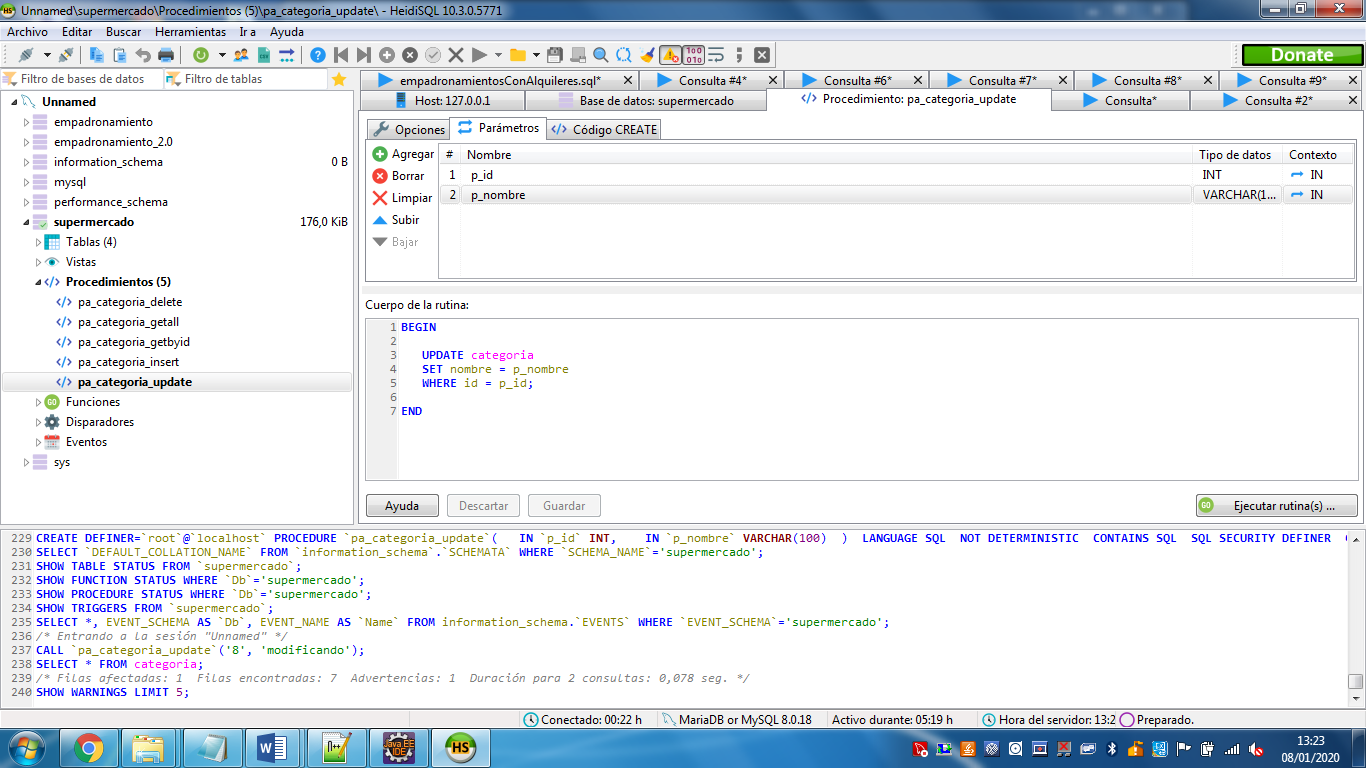 Unnamed\supermercado\Procedimientos (5)\pa_categoria_update\ - HeidiSQL 10.3.0.5771
Archivo Editar Buscar Herramientas Ir a Ayuda
Donate
Filtro de bases de datos Filtro de tablas
Unnamed
empadronamiento
empadronamiento_2.0
information_schema 0 B
mysql
performance_schema
supermercado 176,0 KiB
Tablas (4)
Vistas
Procedimientos (5)
pa_categoria_delete
pa_categoria_getall
pa_categoria_getbyid
pa_categoria_insert
pa_categoria_update
Funciones
Disparadores
Eventos
sys
empadronamientosConAlquileres.sql* Consulta #4* Consulta #6* Consulta #7* Consulta #8* Consulta #9*
Host: 127.0.0.1 Base de datos: supermercado Procedimiento: pa_categoria_update Consulta* Consulta #2*
Opciones Parámetros Código CREATE
Agregar
Borrar
Limpiar
Subir
Bajar
# Nombre Tipo de datos Contexto
1 p_id INT IN
2 p_nombre VARCHAR(1... IN
Cuerpo de la rutina:
1 BEGIN
2
3 UPDATE categoria
4 SET nombre = p_nombre
5 WHERE id = p_id;
6
7 END
Ayuda Descartar Guardar Ejecutar rutina(s) ...
229 CREATE DEFINER=`root`@`localhost` PROCEDURE `pa_categoria_update`( IN `p_id` INT, IN `p_nombre` VARCHAR(100) ) LANGUAGE SQL NOT DETERMINISTIC CONTAINS SQL SQL SECURITY DEFINER
230 SELECT `DEFAULT_COLLATION_NAME` FROM `information_schema`.`SCHEMATA` WHERE `SCHEMA_NAME`='supermercado';
231 SHOW TABLE STATUS FROM `supermercado`;
232 SHOW FUNCTION STATUS WHERE `Db`='supermercado';
233 SHOW PROCEDURE STATUS WHERE `Db`='supermercado';
234 SHOW TRIGGERS FROM `supermercado`;
235 SELECT *, EVENT_SCHEMA AS `Db`, EVENT_NAME AS `Name` FROM information_schema.`EVENTS` WHERE `EVENT_SCHEMA`='supermercado';
236 /* Entrando a la sesión "Unnamed" */
237 CALL `pa_categoria_update`('8', 'modificando');
238 SELECT * FROM categoria;
239 /* Filas afectadas: 1 Filas encontradas: 7 Advertencias: 1 Duración para 2 consultas: 0,078 seg. */
240 SHOW WARNINGS LIMIT 5;
Conectado: 00:22 h MariaDB or MySQL 8.0.18 Activo durante: 05:19 h Hora del servidor: 13:2 Preparado.
13:23
08/01/2020